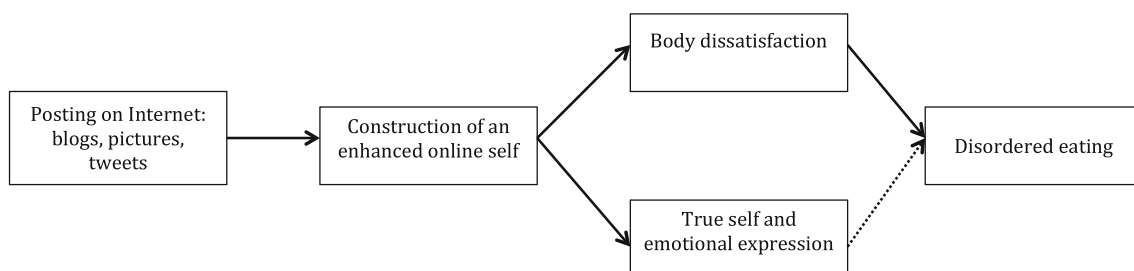 Posting on Internet:
blogs, pictures,
tweets
Construction of an
enhanced online self
Body dissatisfaction
True self and
emotional expression
Disordered eating